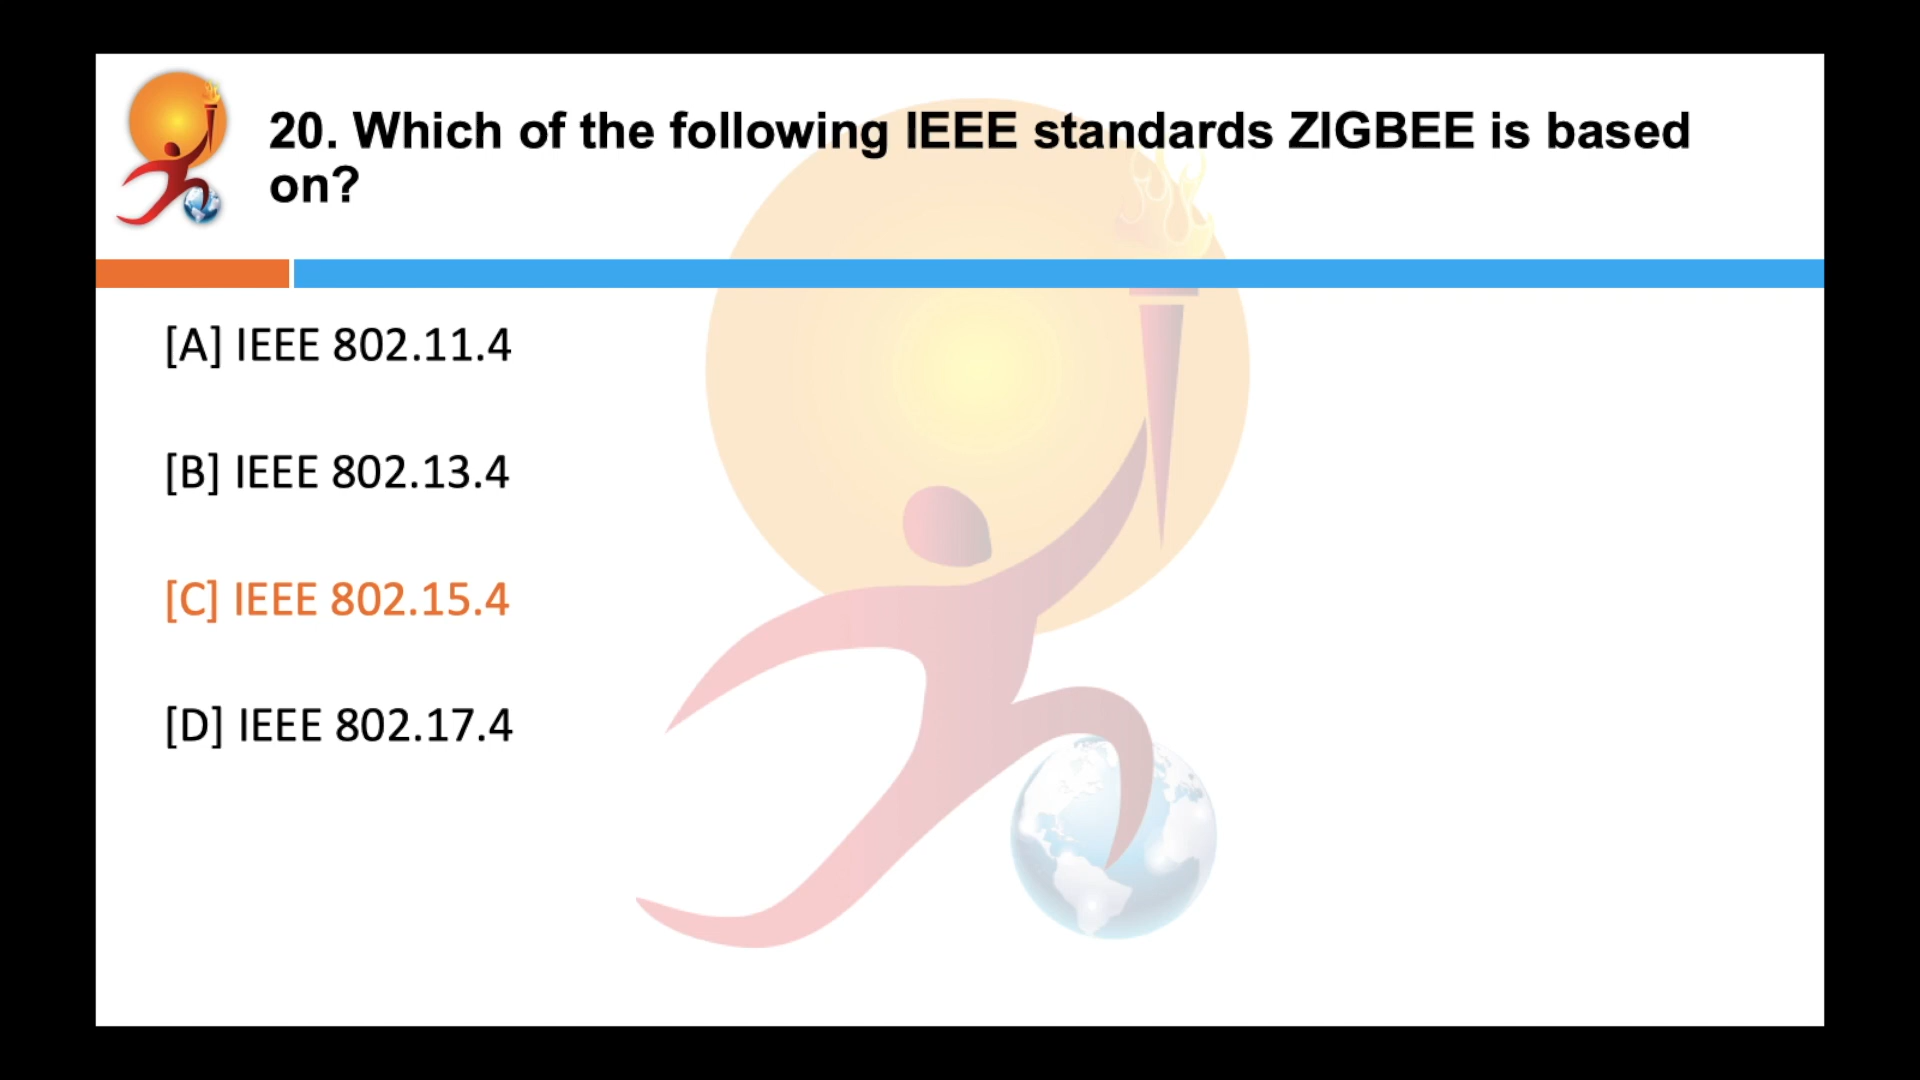 20. Which of the following IEEE standards ZIGBEE is based
on?
[A] IEEE 802.11.4
[B] IEEE 802.13.4
[C] IEEE 802.15.4
[D] IEEE 802.17.4